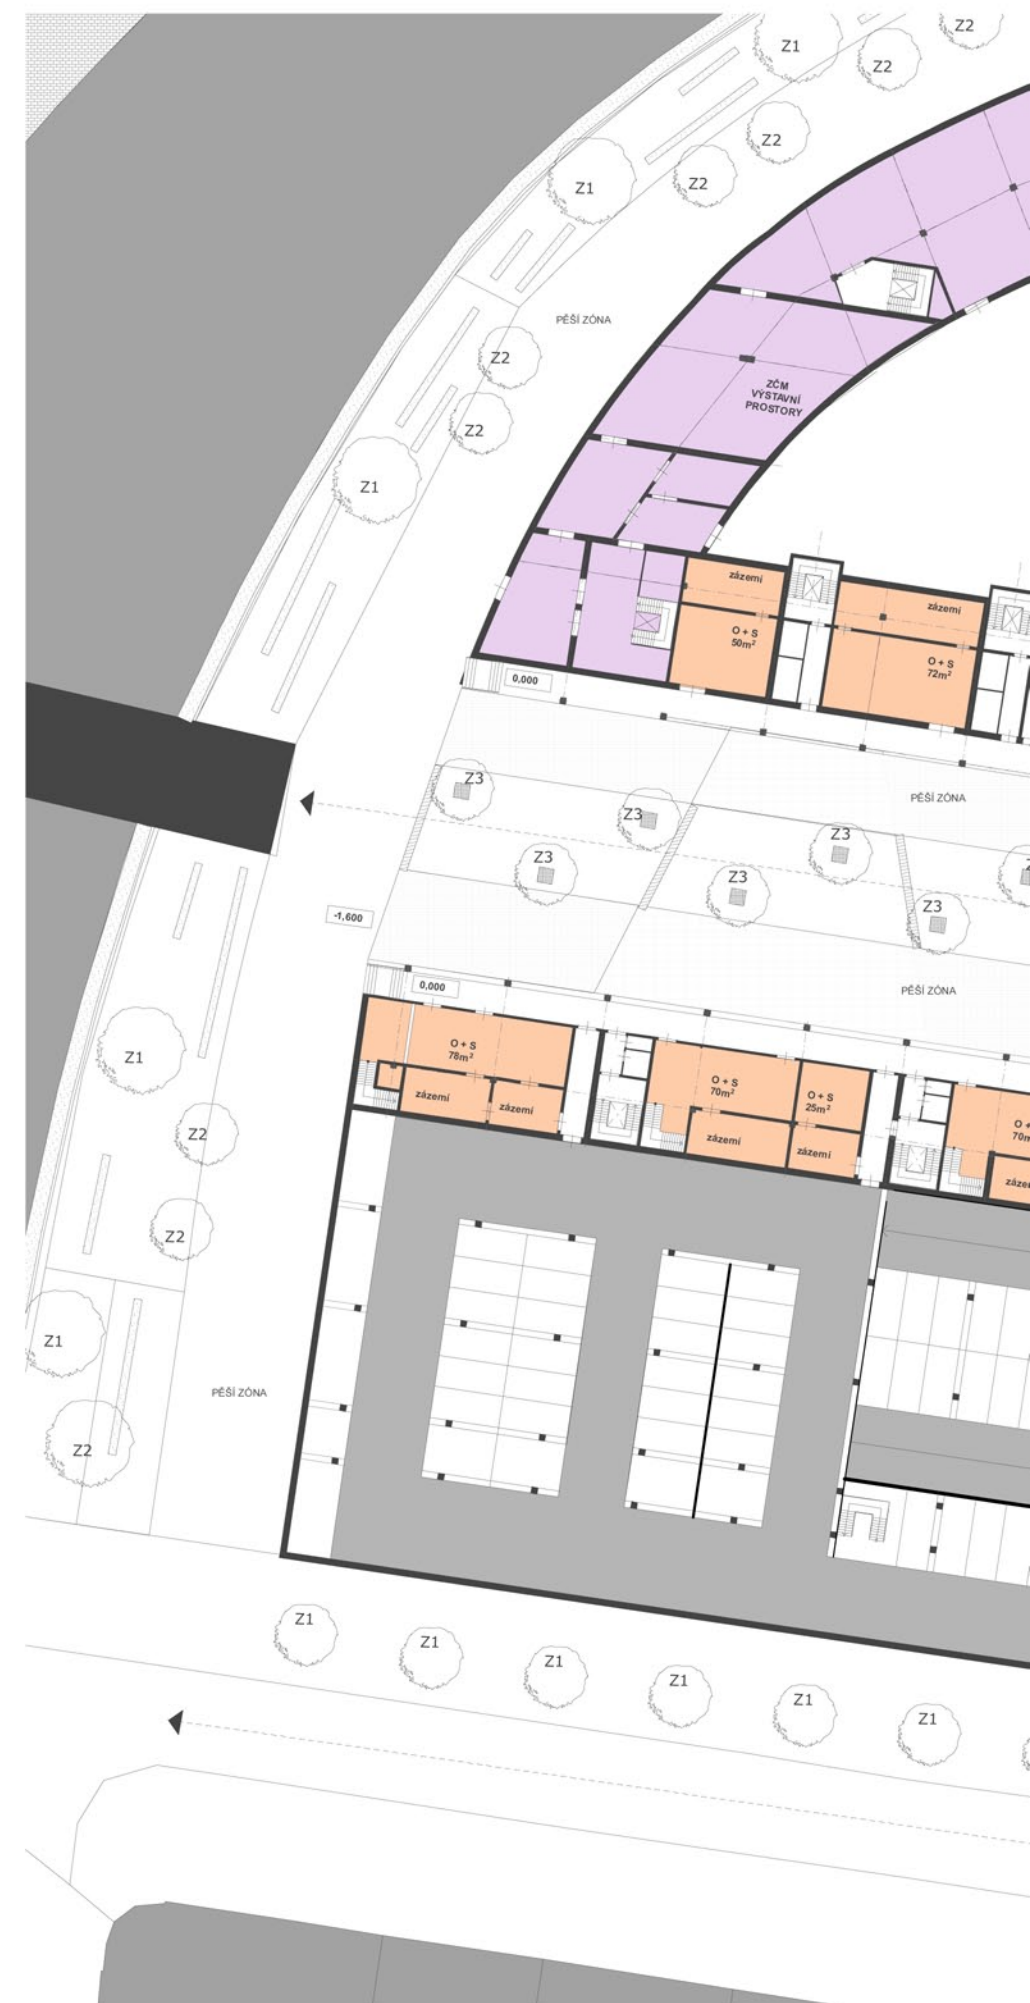 Z2
Z1
Z2
Z2
Z1
Z2
PĚŠÍ ZÓNA
Z2
ZČM
VÝSTAVNÍ
PROSTORY
Z2
Z1
zázemí
zázemí
O + S
50m²
O + S
72m²
0,000
Z3
PĚŠÍ ZÓNA
Z3
Z3
Z3
Z3
Z3
-1,600
0,000
PĚŠÍ ZÓNA
O + S
78m²
Z1
O + S
70m²
O + S
25m²
zázemí
zázemí
Z2
zázemí
zázemí
Z2
Z1
PĚŠÍ ZÓNA
Z2
Z1
Z1
Z1
Z1
Z1
Z1